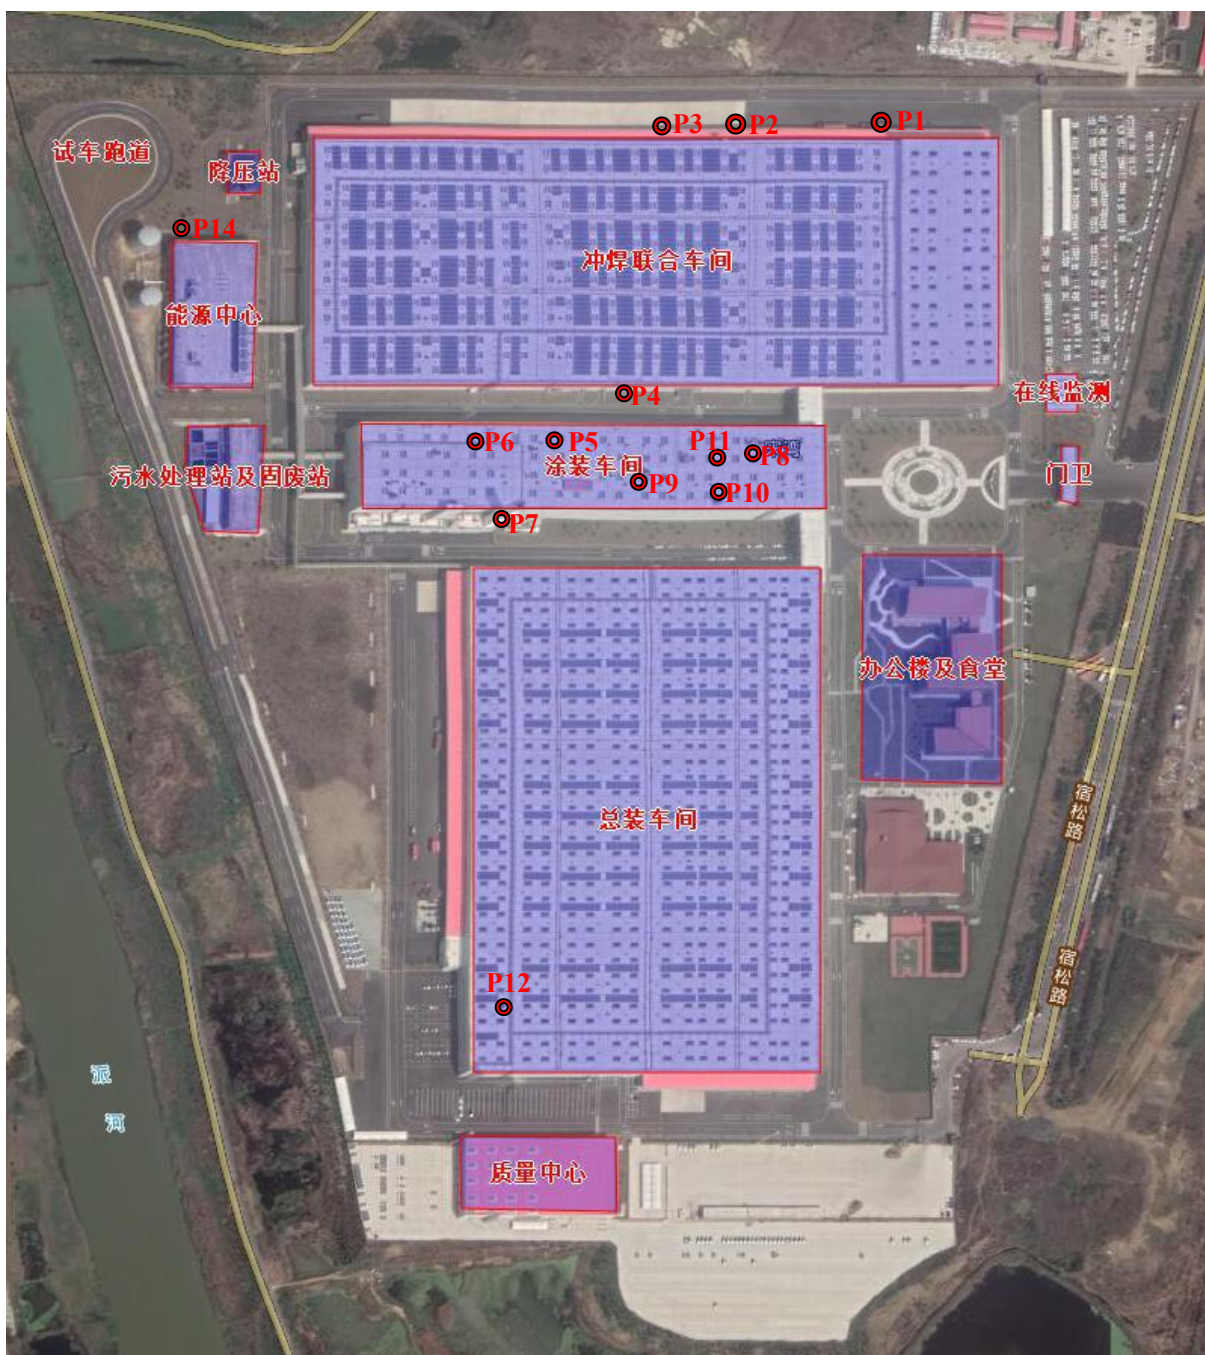 P3
P2
P1
试车跑道
降压站
P14
冲焊联合车间
能源中心
P4
在线监测
P6
P5
P11
P8
涂装车间
污水处理站及固废站
门卫
P9
P10
P7
办公楼及食堂
宿松路
总装车间
宿松路
P12
派河
质量中心